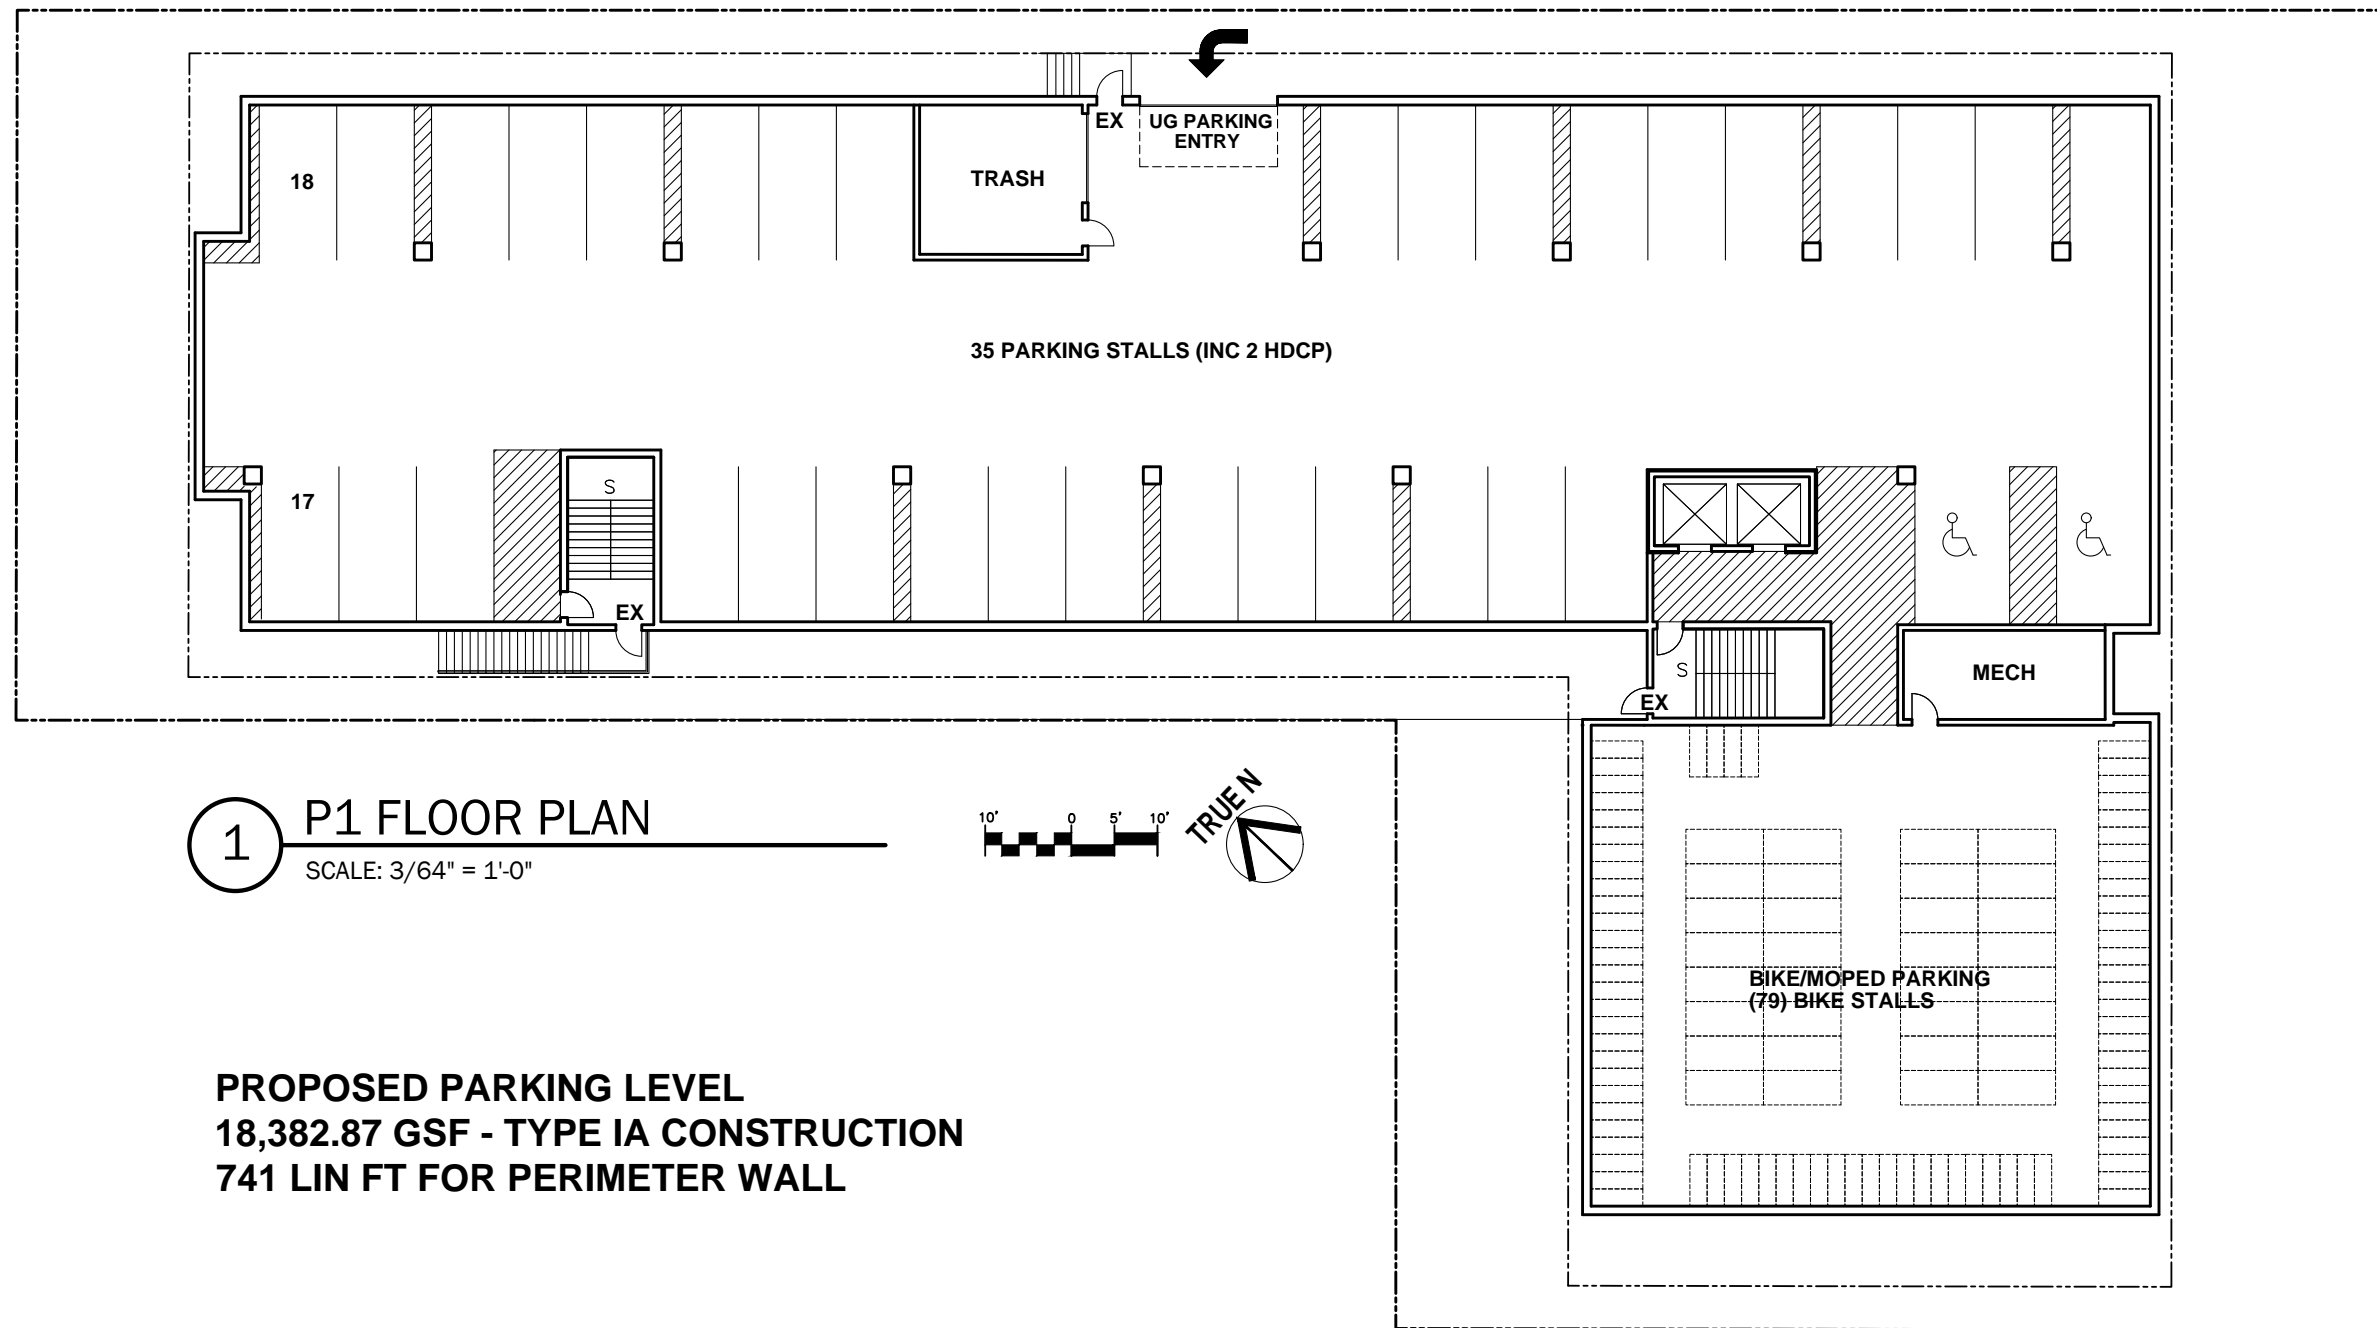 EX
UG PARKING
ENTRY
18
TRASH
35 PARKING STALLS (INC 2 HDCP)
S
17
EX
S
MECH
EX
1
P1 FLOOR PLAN
SCALE: 3/64" = 1'-0"
10' 0 5' 10'
TRUE N
BIKE/MOPED PARKING
(79) BIKE STALLS
PROPOSED PARKING LEVEL
18,382.87 GSF - TYPE IA CONSTRUCTION
741 LIN FT FOR PERIMETER WALL